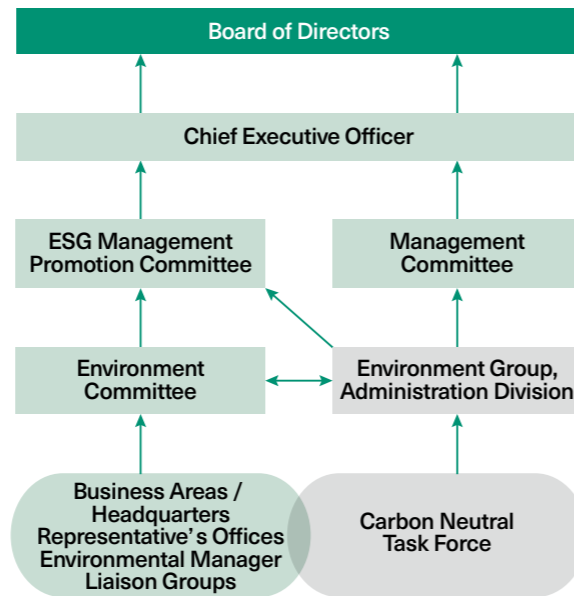 Board of Directors
Chief Executive Officer
ESG Management
Promotion Committee
Management
Committee
Environment
Committee
Environment Group,
Administration Division
Business Areas /
Headquarters
Representative's Offices
Environmental Manager
Liaison Groups
Carbon Neutral
Task Force